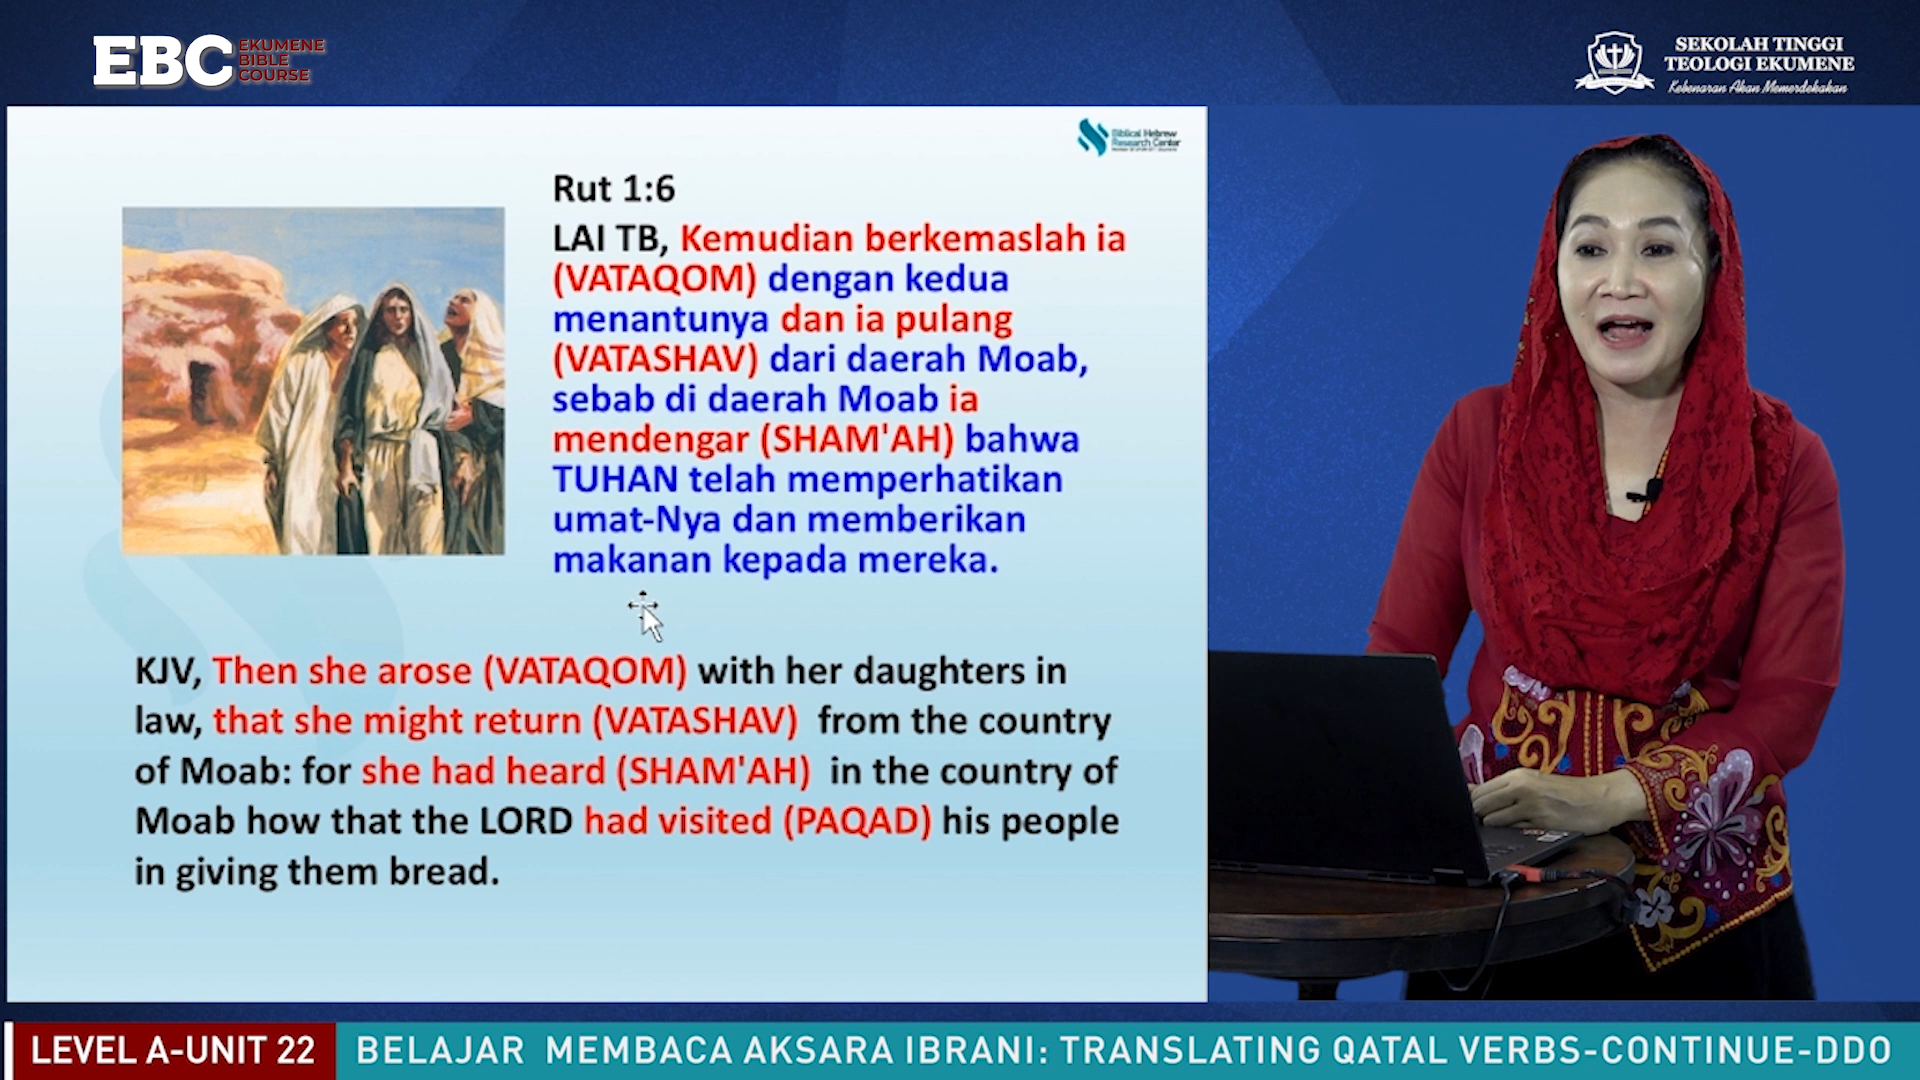 EBC EKUMENE
BIBLE
COURSE
SEKOLAH TINGGI
TEOLOGI EKUMENE
Kebenaran Akan Memerdekakan
Biblical Hebrew
Research Center
Rut 1:6
LAI TB, Kemudian berkemaslah ia
(VATAQOM) dengan kedua
menantunya dan ia pulang
(VATASHAV) dari daerah Moab,
sebab di daerah Moab ia
mendengar (SHAM'AH) bahwa
TUHAN telah memperhatikan
umat-Nya dan memberikan
makanan kepada mereka.
KJV, Then she arose (VATAQOM) with her daughters in
law, that she might return (VATASHAV) from the country
of Moab: for she had heard (SHAM'AH) in the country of
Moab how that the LORD had visited (PAQAD) his people
in giving them bread.
LEVEL A-UNIT 22 BELAJAR MEMBACA AKSARA IBRANI: TRANSLATING QATAL VERBS-CONTINUE-DDO